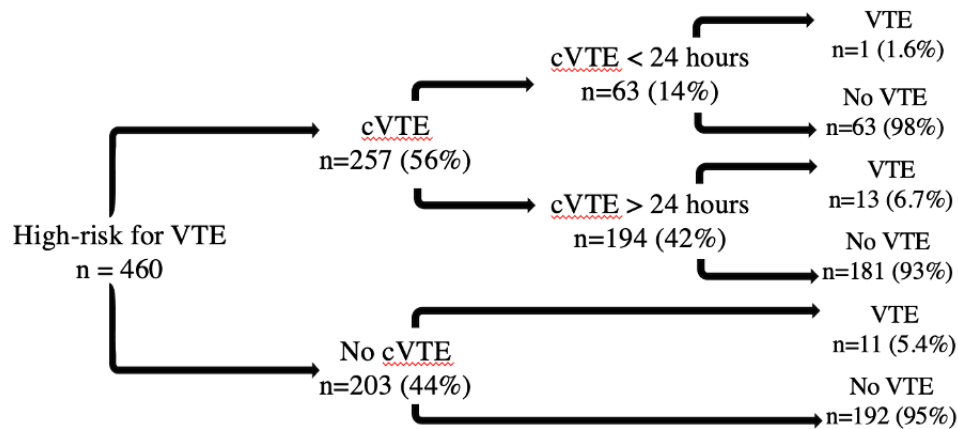 High-risk for VTE
n = 460
cVTE
n=257 (56%)
No cVTE
n=203 (44%)
cVTE < 24 hours
n=63 (14%)
cVTE > 24 hours
n=194 (42%)
VTE
n=1 (1.6%)
No VTE
n=63 (98%)
VTE
n=13 (6.7%)
No VTE
n=181 (93%)
VTE
n=11 (5.4%)
No VTE
n=192 (95%)